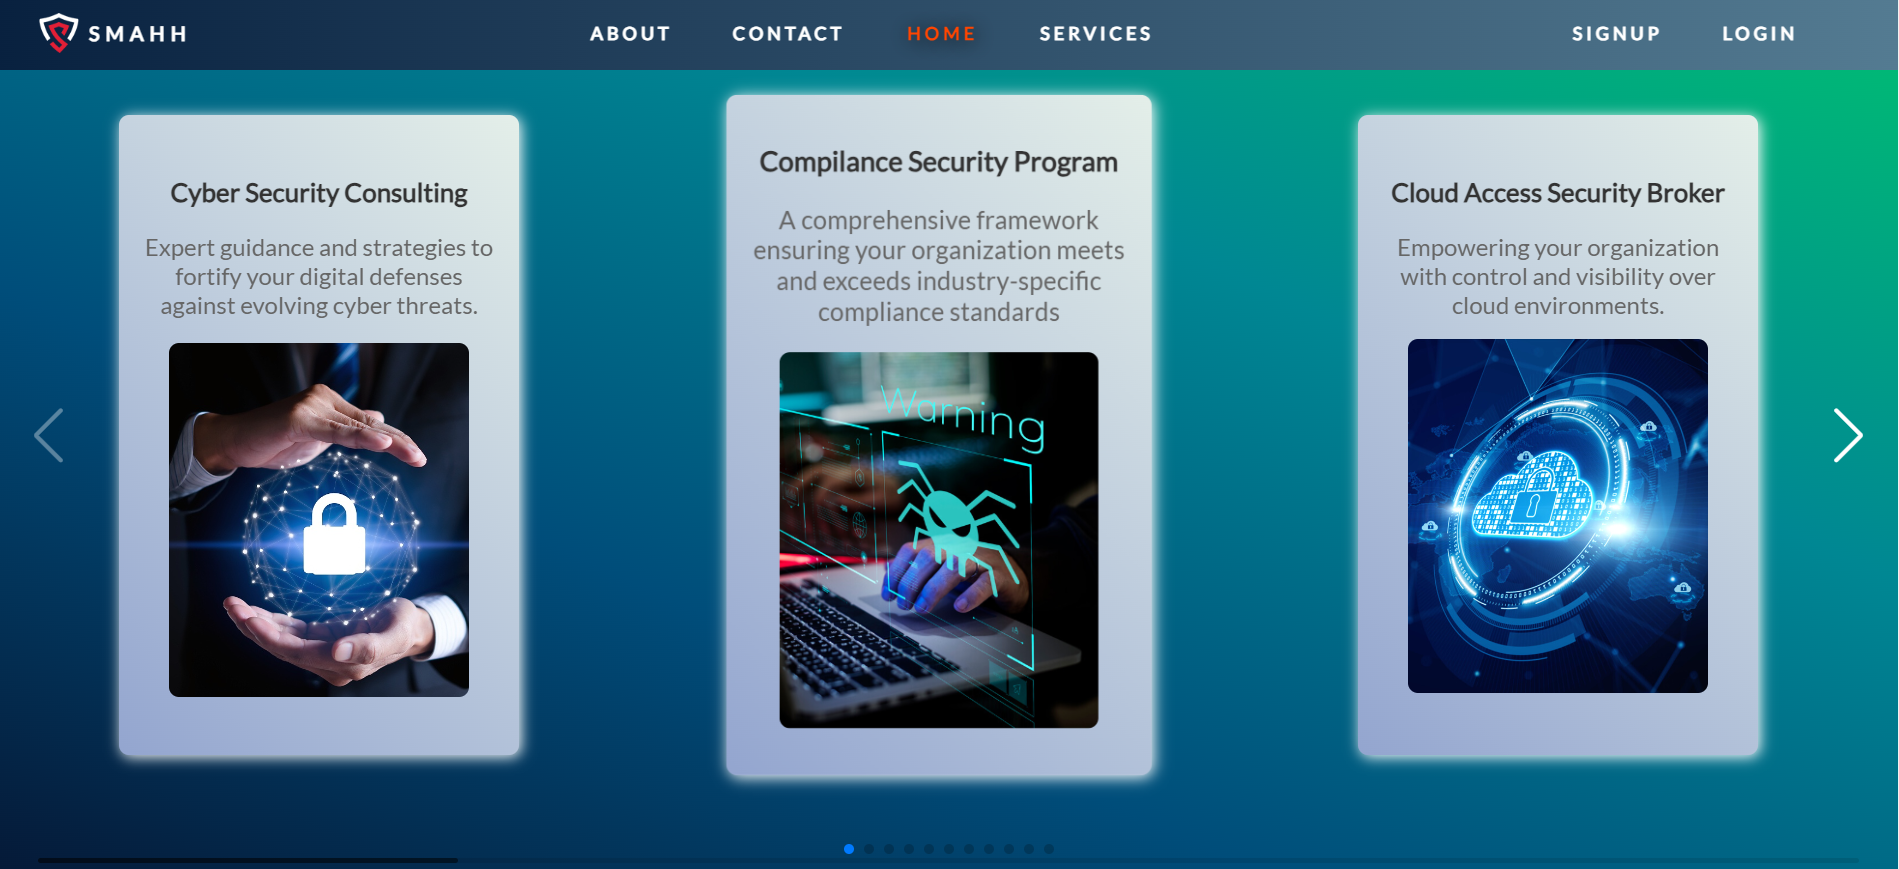 SMAHH
ABOUT
CONTACT
HOME
SERVICES
SIGNUP
LOGIN
Cyber Security Consulting
Expert guidance and strategies to
fortify your digital defenses
against evolving cyber threats.
Compilance Security Program
A comprehensive framework
ensuring your organization meets
and exceeds industry-specific
compliance standards
Warning
Cloud Access Security Broker
Empowering your organization
with control and visibility over
cloud environments.